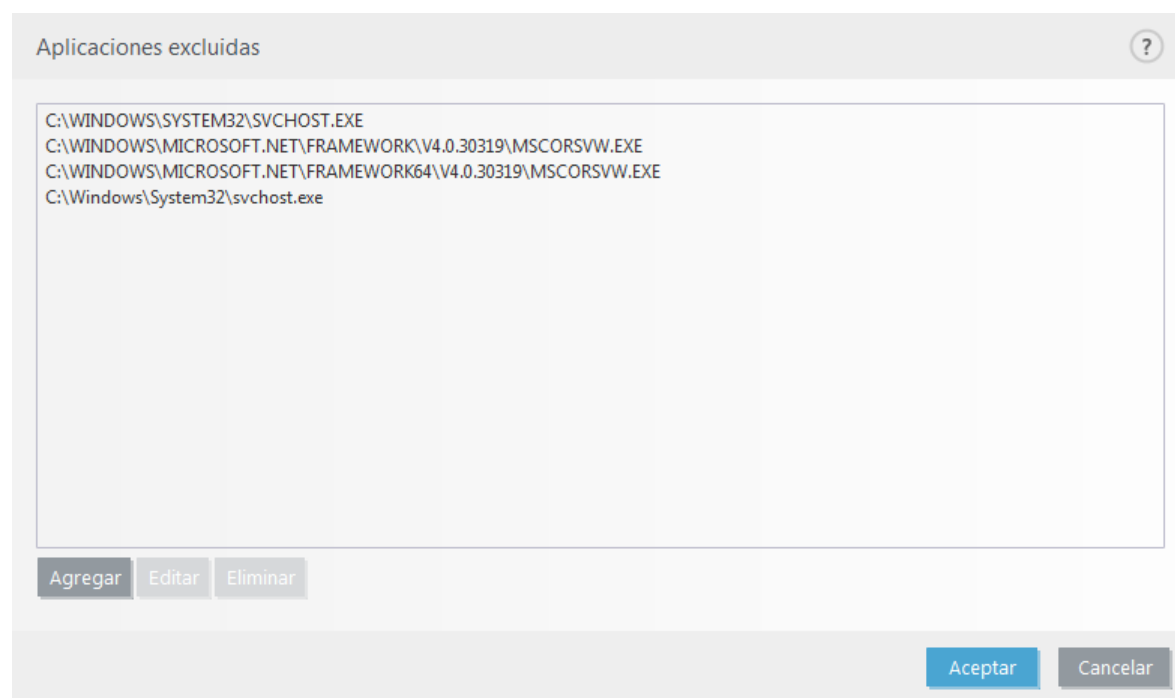 Aplicaciones excluidas
?
C:\WINDOWS\SYSTEM32\SVCHOST.EXE
C:\WINDOWS\MICROSOFT.NET\FRAMEWORK\V4.0.30319\MSCORSVW.EXE
C:\WINDOWS\MICROSOFT.NET\FRAMEWORK64\V4.0.30319\MSCORSVW.EXE
C:\Windows\System32\svchost.exe
Agregar Editar Eliminar
Aceptar Cancelar